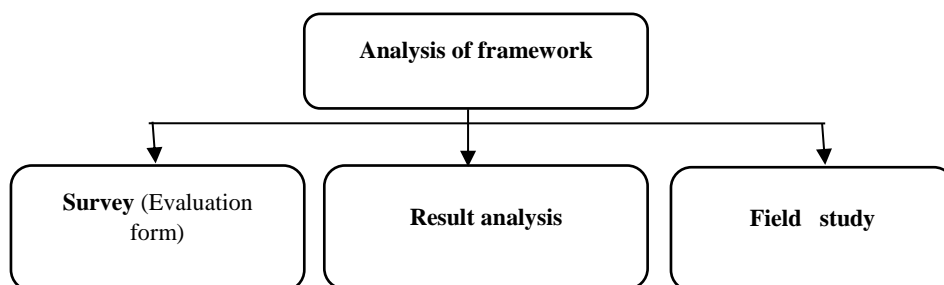 Analysis of framework
Survey (Evaluation
form)
Result analysis
Field study